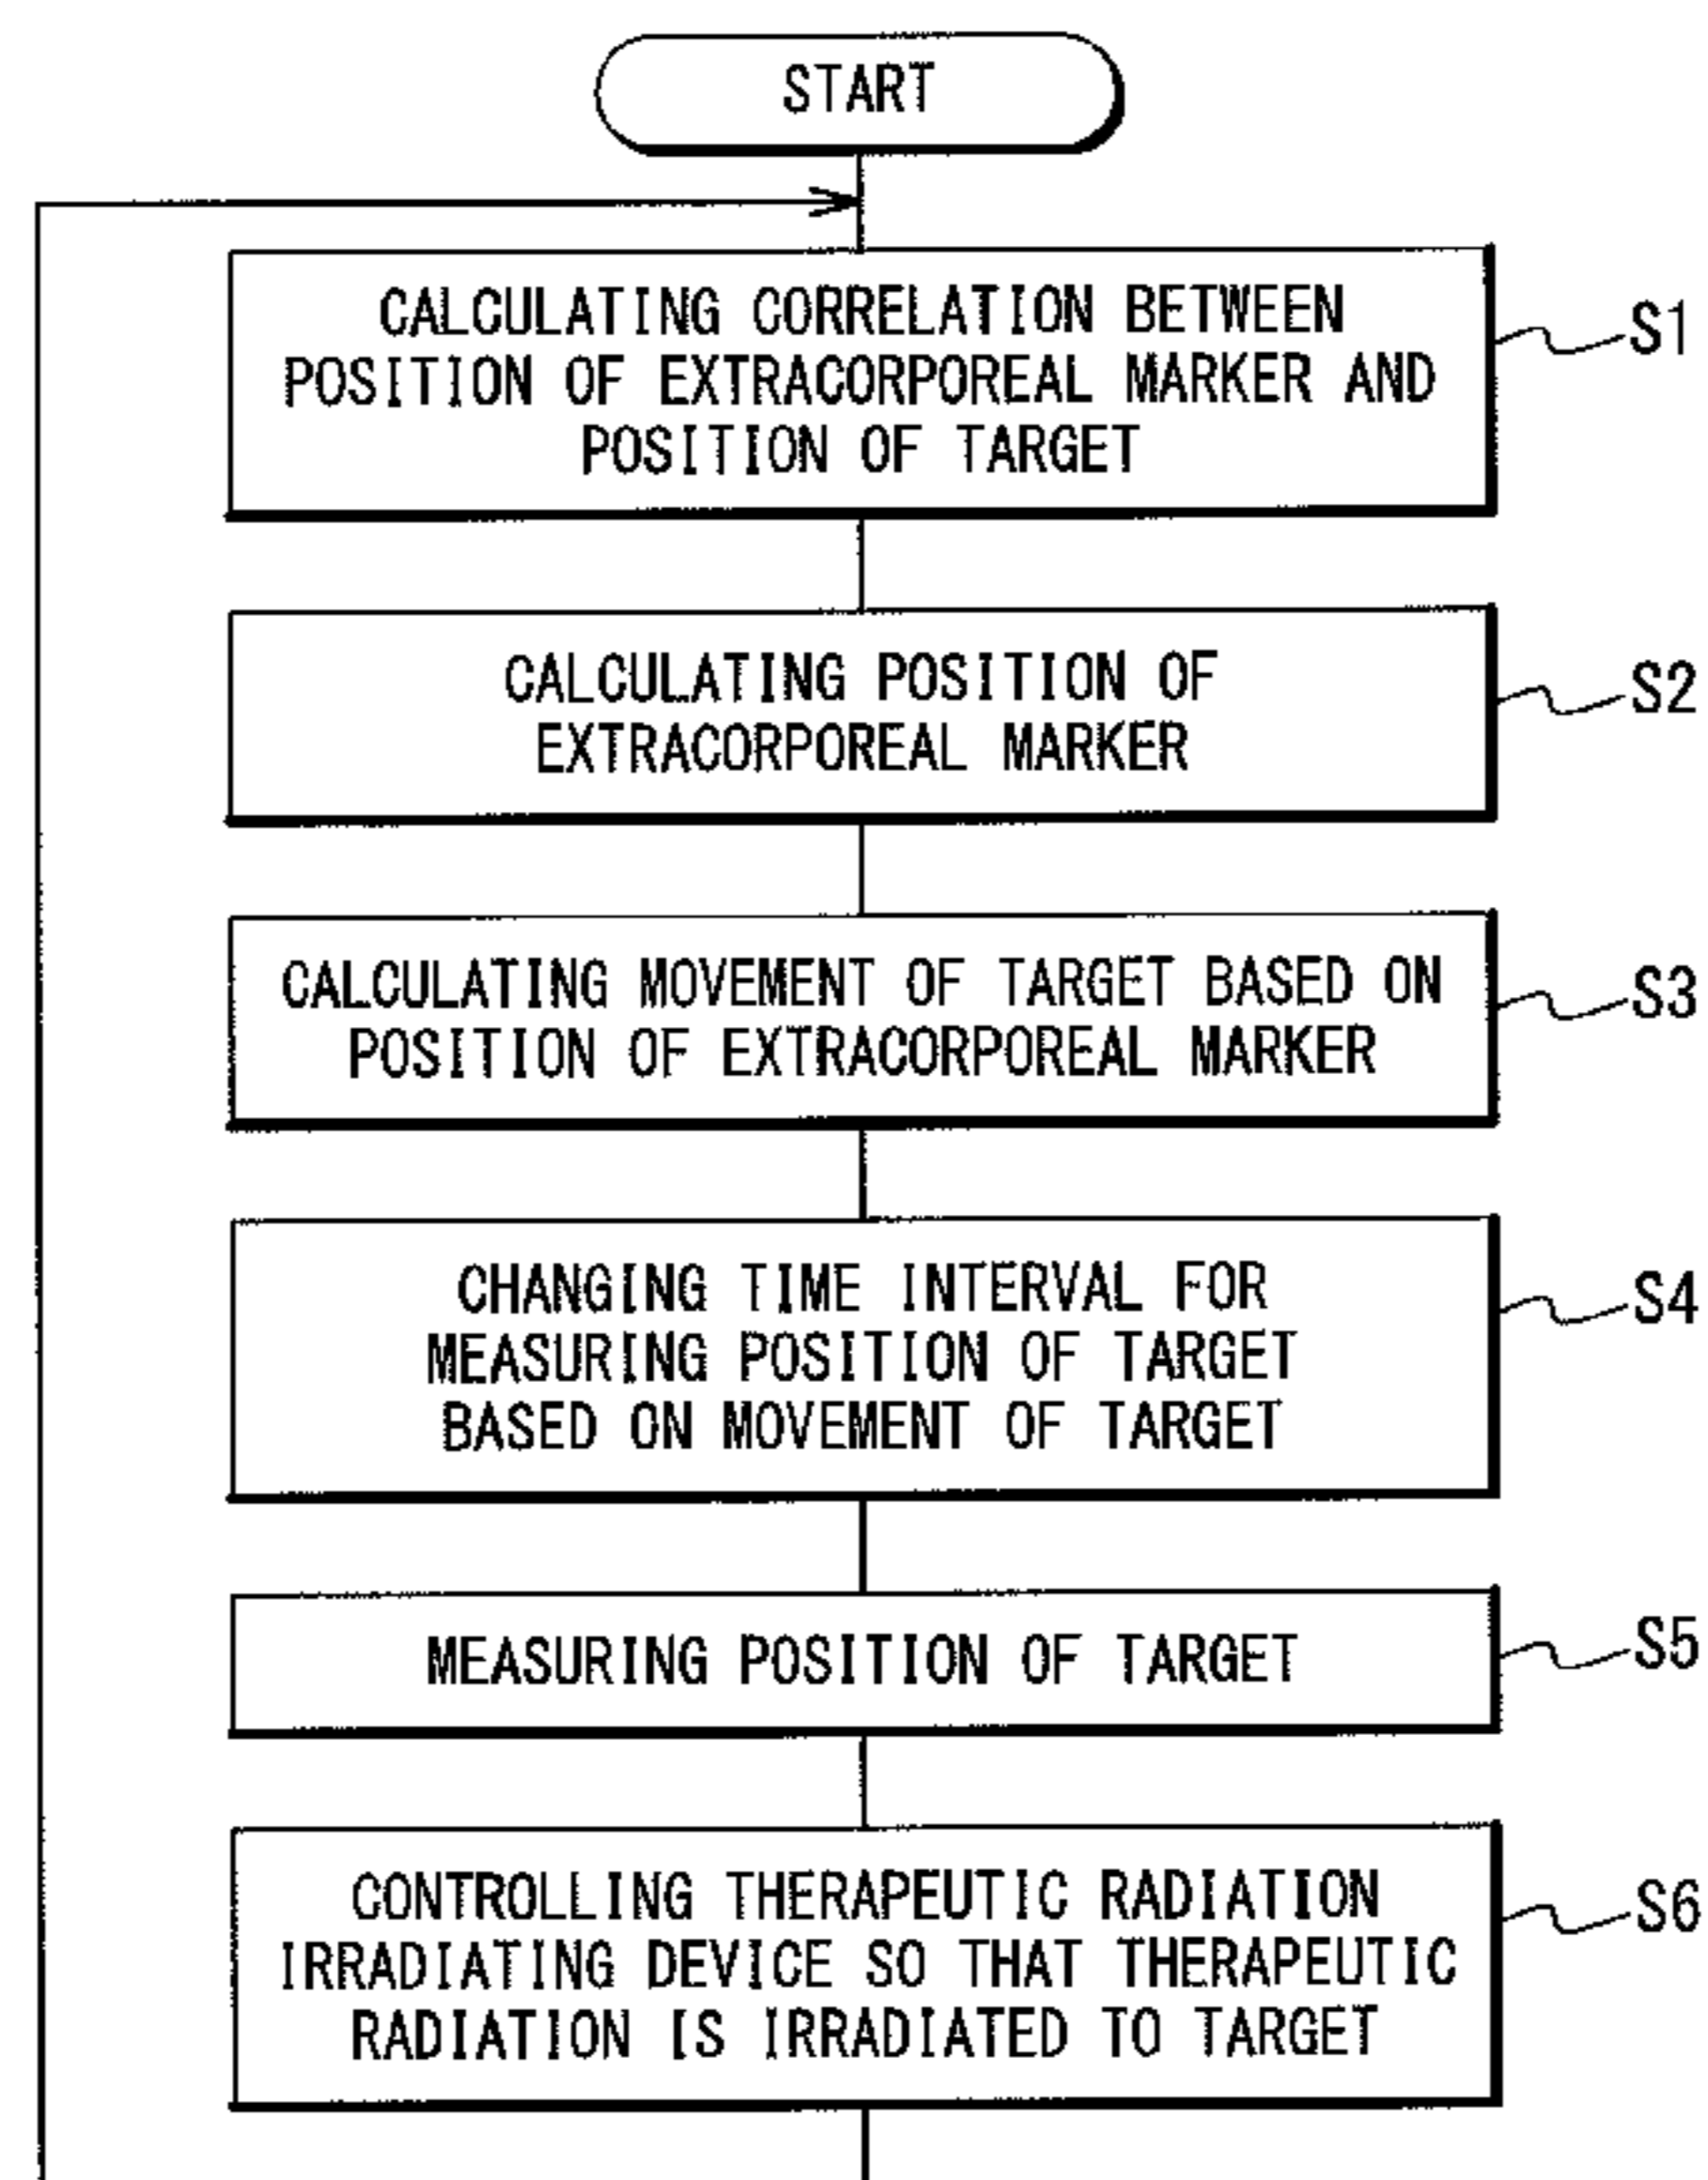 START
CALCULATING CORRELATION BETWEEN
POSITION OF EXTRACORPOREAL MARKER AND
POSITION OF TARGET
S1
CALCULATING POSITION OF
EXTRACORPOREAL MARKER
S2
CALCULATING MOVEMENT OF TARGET BASED ON
POSITION OF EXTRACORPOREAL MARKER
S3
CHANGING TIME INTERVAL FOR
MEASURING POSITION OF TARGET
BASED ON MOVEMENT OF TARGET
S4
MEASURING POSITION OF TARGET
S5
CONTROLLING THERAPEUTIC RADIATION
IRRADIATING DEVICE SO THAT THERAPEUTIC
RADIATION IS IRRADIATED TO TARGET
S6